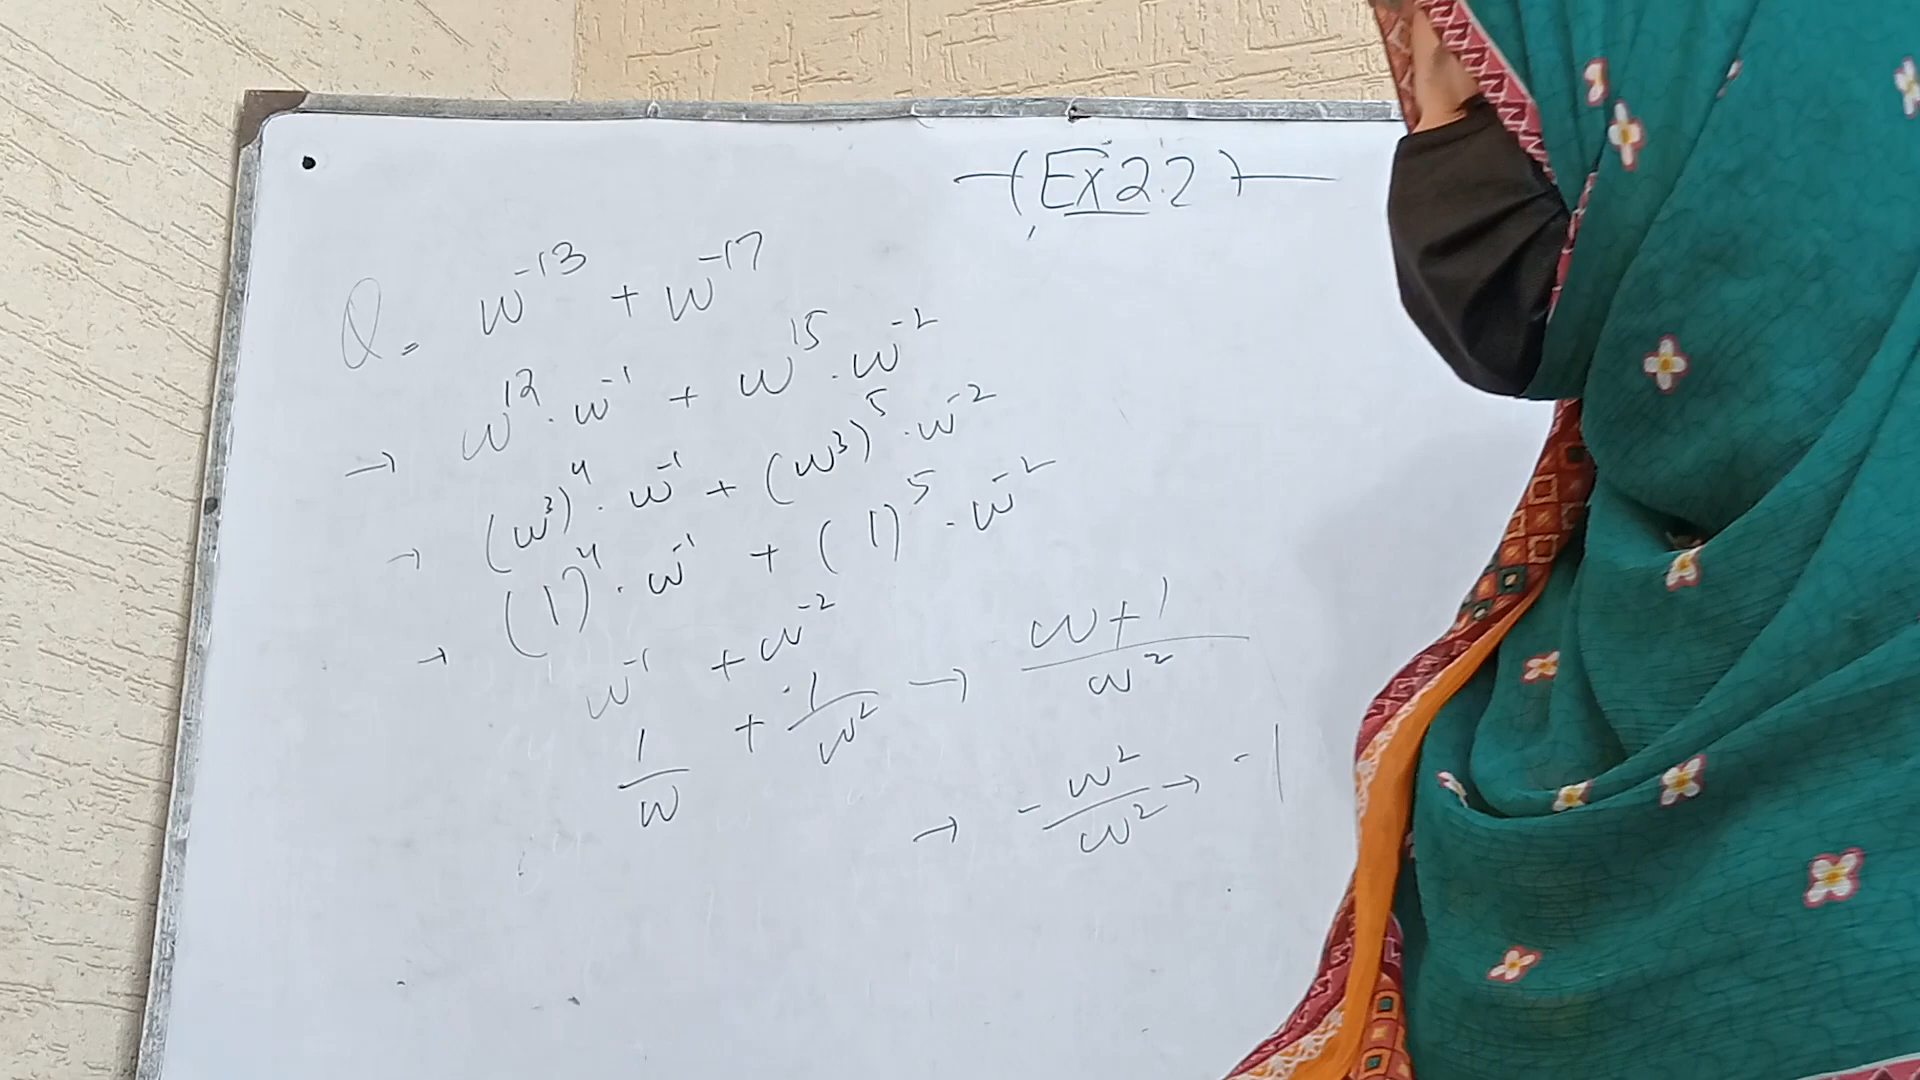 (Ex 2.2)
Q= ω⁻¹³ + ω⁻¹⁷
→ ω¹² . ω⁻¹ + ω¹⁵ . ω⁻²
→ (ω³)⁴ . ω⁻¹ + (ω³)⁵ . ω⁻²
→ (1)⁴ . ω⁻¹ + (1)⁵ . ω⁻²
ω⁻¹ + ω⁻²
1/ω + 1/ω² → ω+1/ω²
→ -ω²/ω² → -1